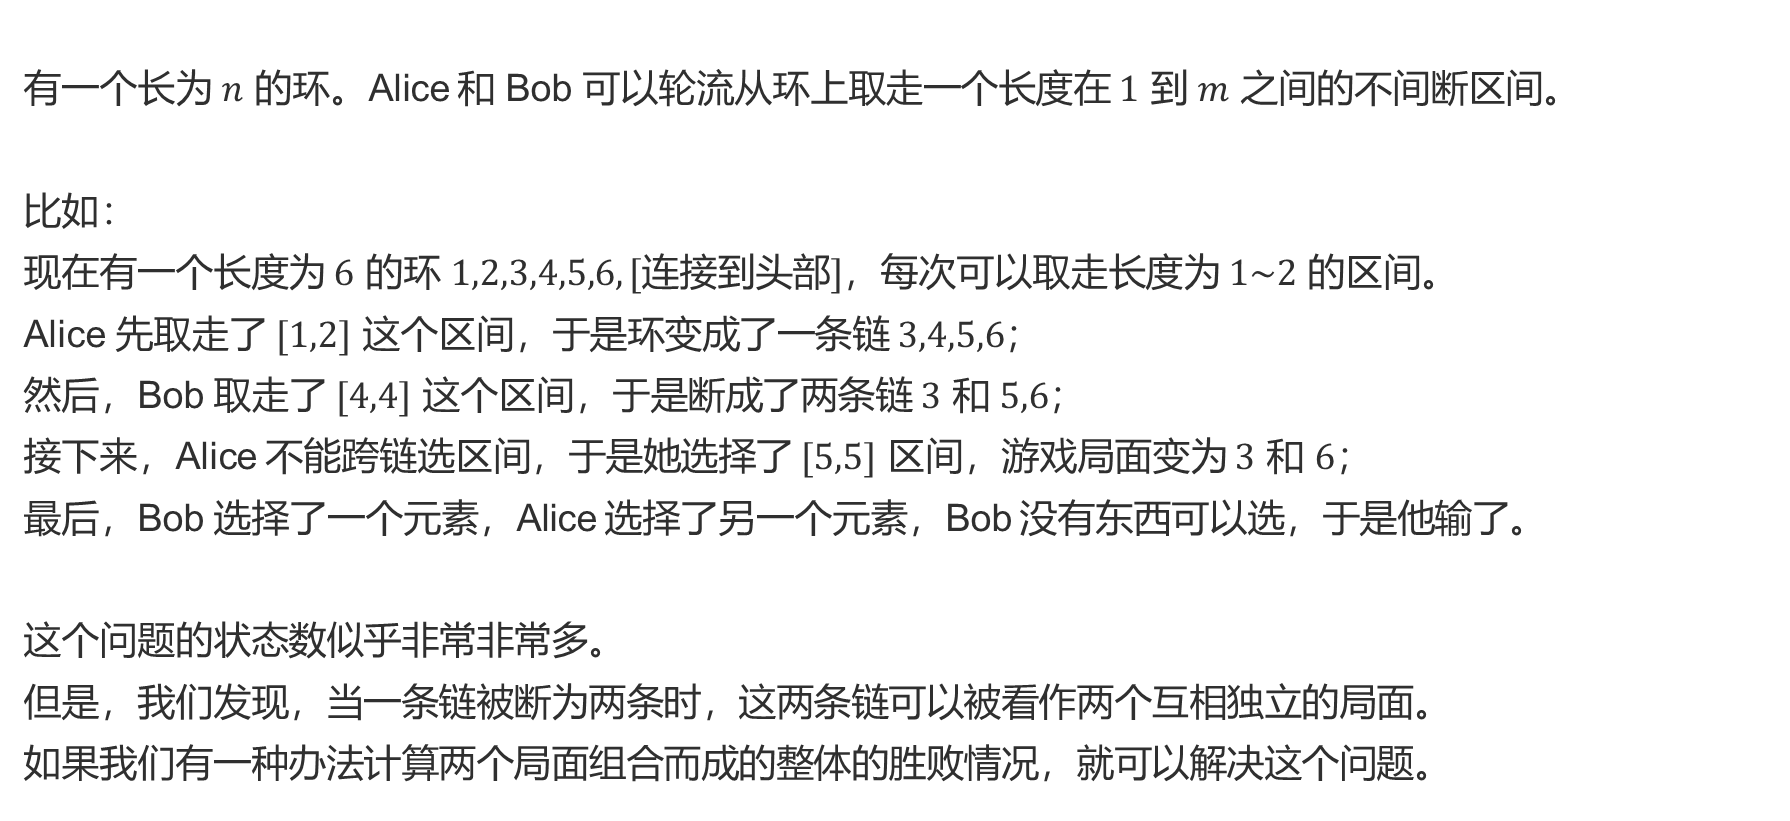 有一个长为 n 的环。Alice 和 Bob 可以轮流从环上取走一个长度在 1 到 m 之间的不间断区间。
比如：
现在有一个长度为 6 的环 1,2,3,4,5,6, [连接到头部]，每次可以取走长度为 1~2 的区间。
Alice 先取走了 [1,2] 这个区间，于是环变成了一条链 3,4,5,6；
然后，Bob 取走了 [4,4] 这个区间，于是断成了两条链 3 和 5,6；
接下来，Alice 不能跨链选区间，于是她选择了 [5,5] 区间，游戏局面变为 3 和 6；
最后，Bob 选择了一个元素，Alice 选择了另一个元素，Bob 没有东西可以选，于是他输了。
这个问题的状态数似乎非常非常多。
但是，我们发现，当一条链被断为两条时，这两条链可以被看作两个互相独立的局面。
如果我们有一种办法计算两个局面组合而成的整体的胜败情况，就可以解决这个问题。